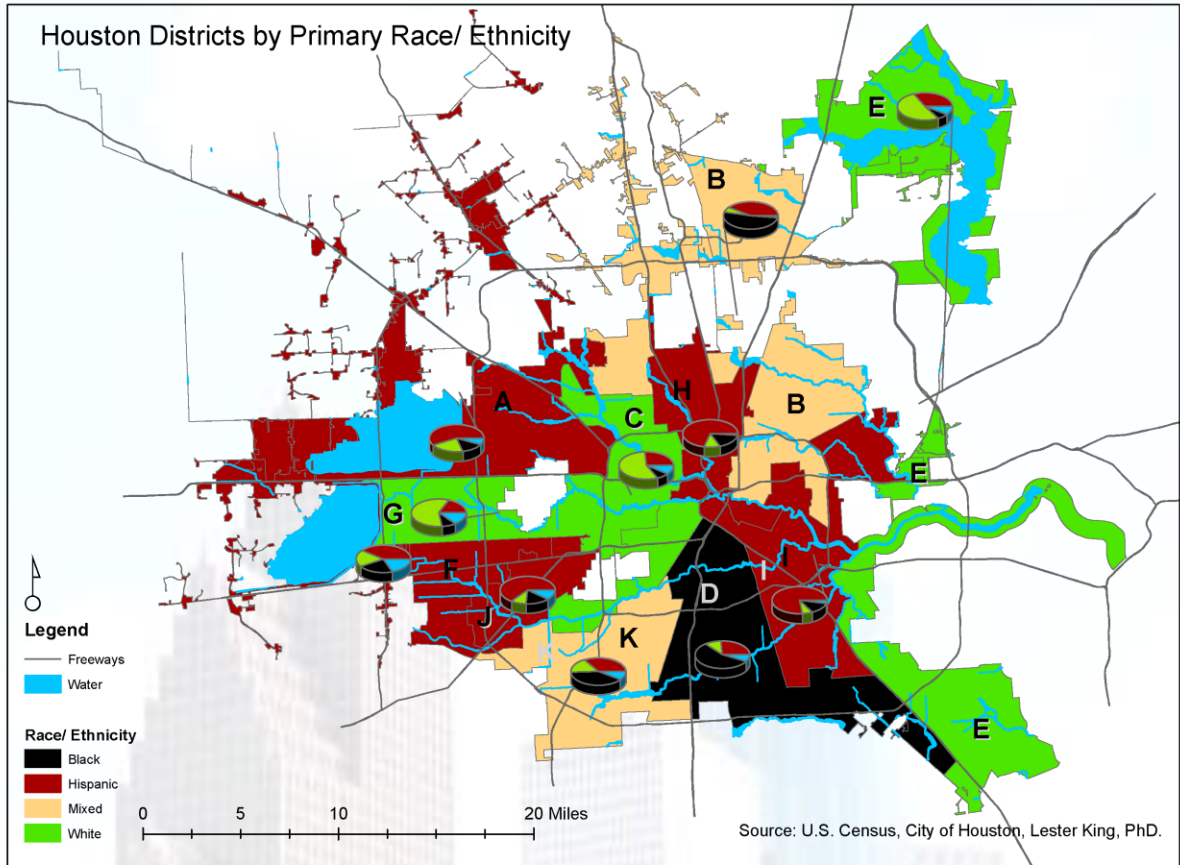 Houston Districts by Primary Race/ Ethnicity
E
B
A
C
H
B
E
G
F
D
I
I
J
K
K
E
Legend
Freeways
Water
Race/ Ethnicity
Black
Hispanic
Mixed
White
0 5 10 20 Miles
Source: U.S. Census, City of Houston, Lester King, PhD.